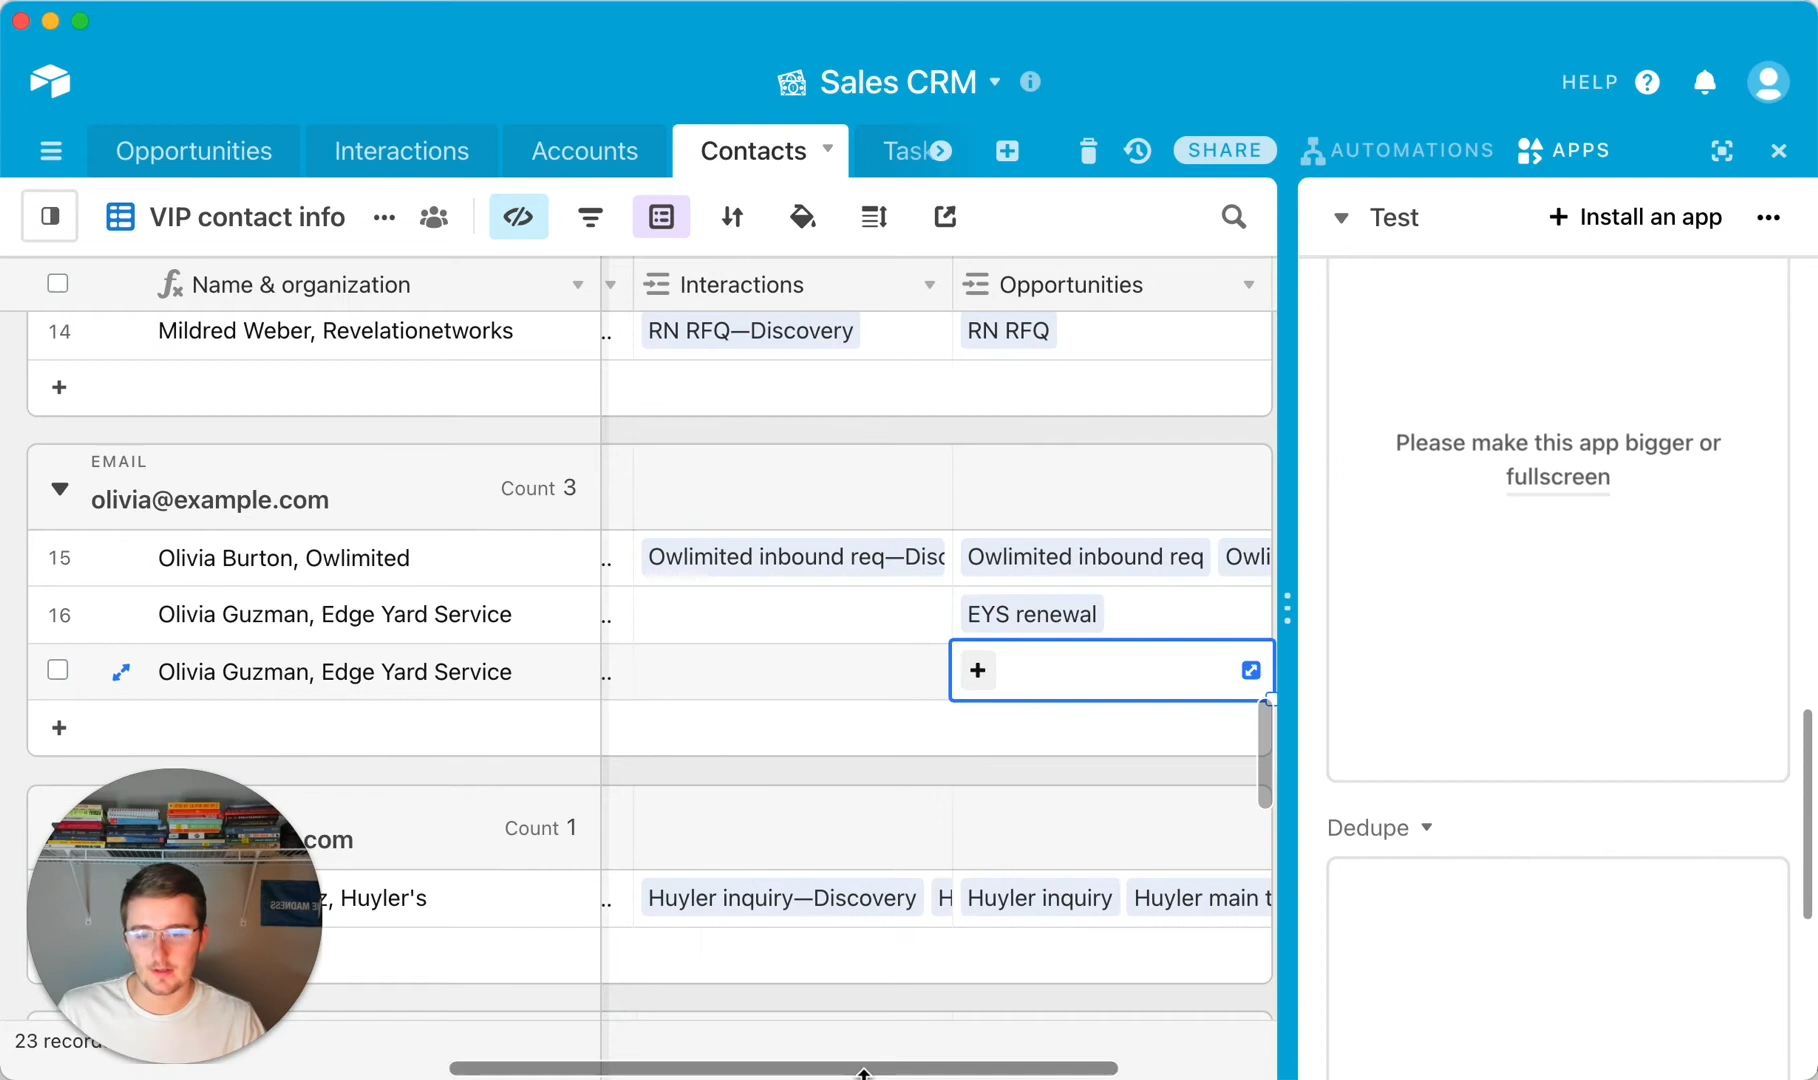 Sales CRM
HELP
Opportunities
Interactions
Accounts
Contacts
Task
SHARE
AUTOMATIONS
APPS
VIP contact info
Test
Install an app
Name & organization
Interactions
Opportunities
14
Mildred Weber, Revelationetworks
..
RN RFQ—Discovery
RN RFQ
+
EMAIL
olivia@example.com
Count 3
15
Olivia Burton, Owlimited
..
Owlimited inbound req—Disc
Owlimited inbound req
Owli
16
Olivia Guzman, Edge Yard Service
..
EYS renewal
Olivia Guzman, Edge Yard Service
..
+
+
.com
Count 1
z, Huyler's
..
Huyler inquiry—Discovery
H
Huyler inquiry
Huyler main t
23 record
Please make this app bigger or
fullscreen
Dedupe